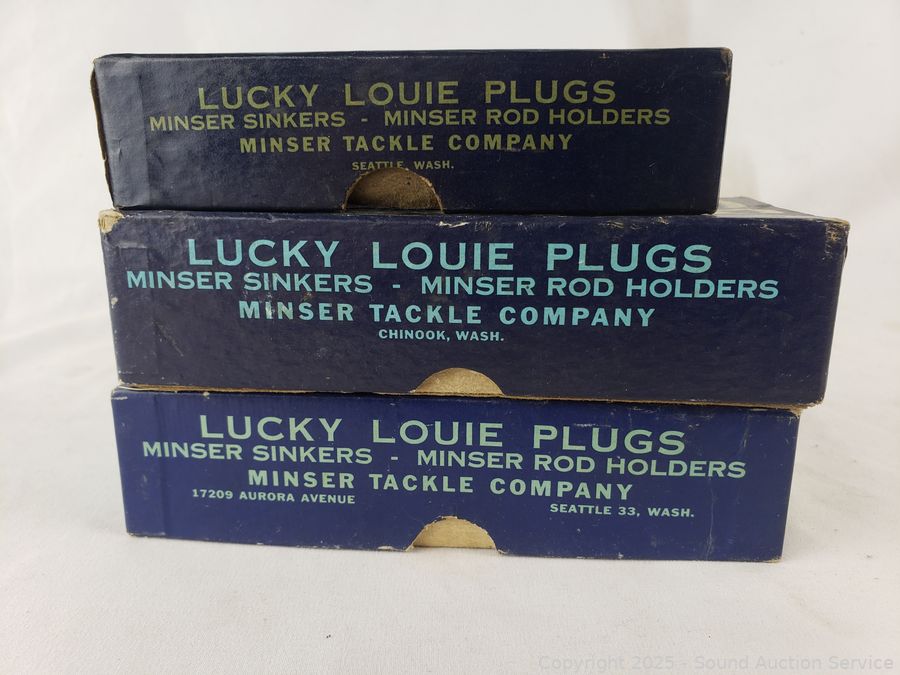 LUCKY LOUIE PLUGS
MINSER SINKERS - MINSER ROD HOLDERS
MINSER TACKLE COMPANY
SEATTLE, WASH.
LUCKY LOUIE PLUGS
MINSER SINKERS - MINSER ROD HOLDERS
MINSER TACKLE COMPANY
CHINOOK, WASH.
LUCKY LOUIE PLUGS
MINSER SINKERS - MINSER ROD HOLDERS
MINSER TACKLE COMPANY
17209 AURORA AVENUE SEATTLE 33, WASH.
Copyright 2025 - Sound Auction Service